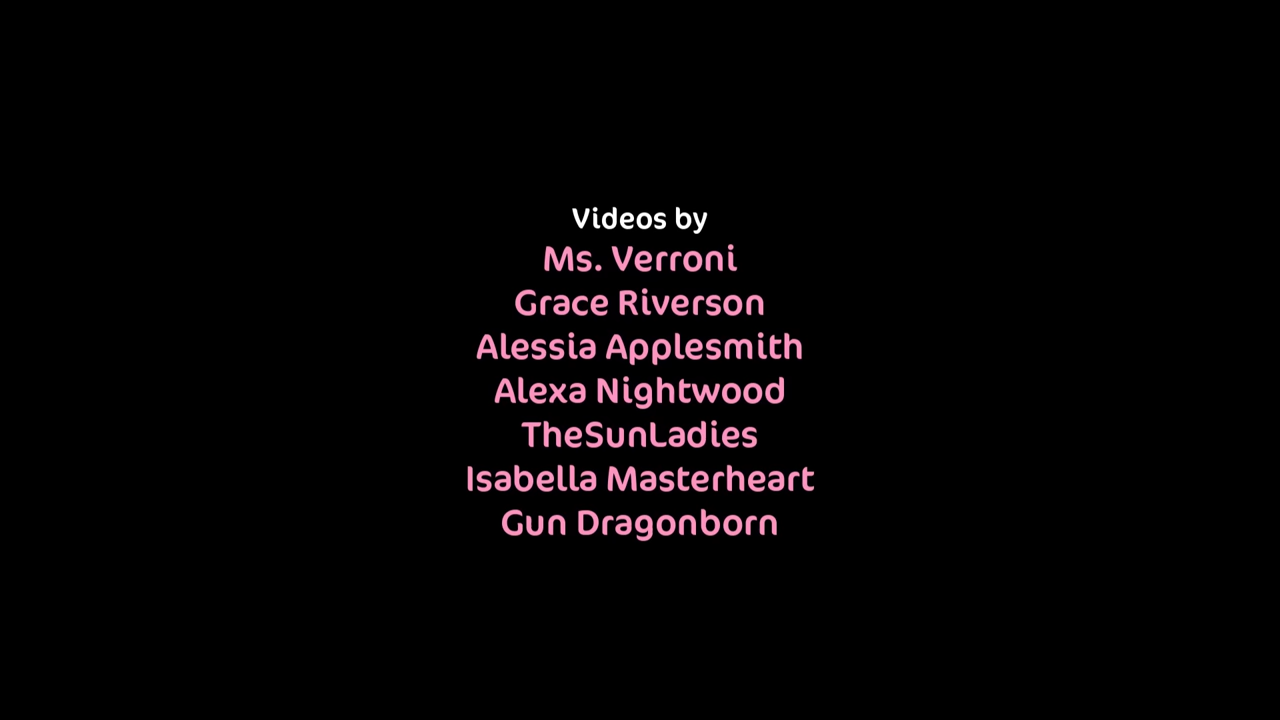 Videos by
Ms. Verroni
Grace Riverson
Alessia Applesmith
Alexa Nightwood
TheSunLadies
Isabella Masterheart
Gun Dragonborn